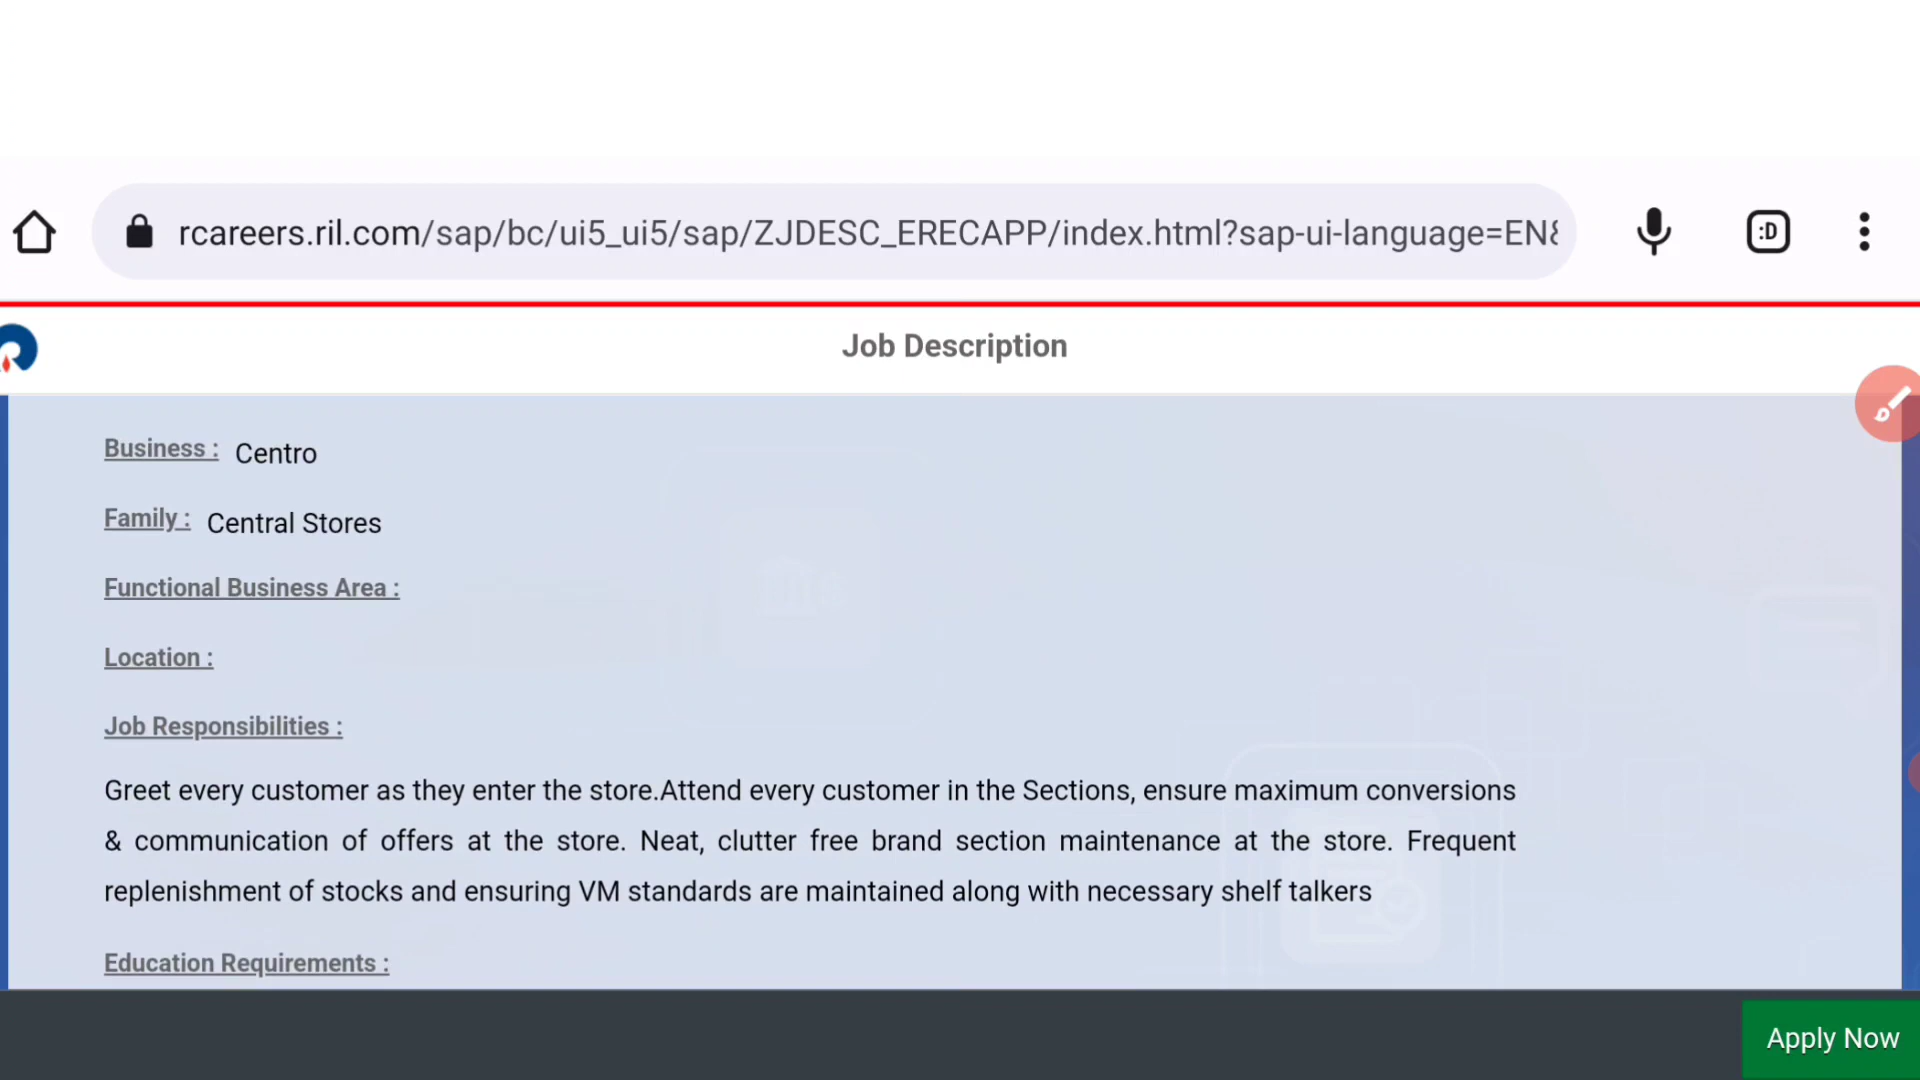 rcareers.ril.com/sap/bc/ui5_ui5/sap/ZJDESC_ERECAPP/index.html?sap-ui-language=EN&
:D
Job Description
Business : Centro
Family : Central Stores
Functional Business Area :
Location :
Job Responsibilities :
Greet every customer as they enter the store.Attend every customer in the Sections, ensure maximum conversions
& communication of offers at the store. Neat, clutter free brand section maintenance at the store. Frequent
replenishment of stocks and ensuring VM standards are maintained along with necessary shelf talkers
Education Requirements :
Apply Now